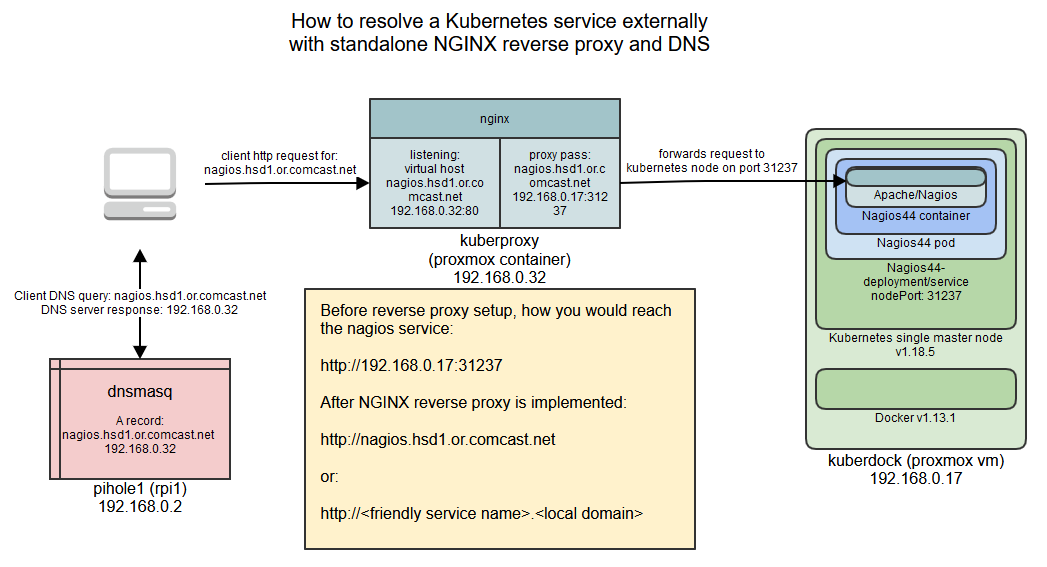 How to resolve a Kubernetes service externally
with standalone NGINX reverse proxy and DNS
client http request for:
nagios.hsd1.or.comcast.net
nginx
listening:
virtual host
nagios.hsd1.or.co
mcast.net
192.168.0.32:80
proxy pass:
nagios.hsd1.or.c
omcast.net
192.168.0.17:312
37
kuberproxy
(proxmox container)
192.168.0.32
forwards request to
kubernetes node on port 31237
Apache/Nagios
Nagios44 container
Nagios44 pod
Nagios44-
deployment/service
nodePort: 31237
Kubernetes single master node
v1.18.5
Docker v1.13.1
kuberdock (proxmox vm)
192.168.0.17
Client DNS query: nagios.hsd1.or.comcast.net
DNS server response: 192.168.0.32
dnsmasq
A record:
nagios.hsd1.or.comcast.net
192.168.0.32
pihole1 (rpi1)
192.168.0.2
Before reverse proxy setup, how you would reach
the nagios service:
http://192.168.0.17:31237
After NGINX reverse proxy is implemented:
http://nagios.hsd1.or.comcast.net
or:
http://<friendly service name>.<local domain>